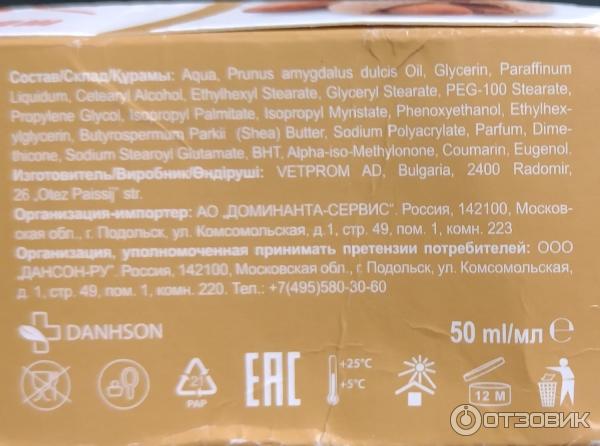 Состав/Склад/Құрамы: Aqua, Prunus amygdalus dulcis Oil, Glycerin, Paraffinum
Liquidum, Cetearyl Alcohol, Ethylhexyl Stearate, Glyceryl Stearate, PEG-100 Stearate,
Propylene Glycol, Isopropyl Palmitate, Isopropyl Myristate, Phenoxyethanol, Ethylhex-
ylglycerin, Butyrospermum Parkii (Shea) Butter, Sodium Polyacrylate, Parfum, Dime-
thicone, Sodium Stearoyl Glutamate, BHT, Alpha-iso-Methylonone, Coumarin, Eugenol.
Изготовитель/Виробник/Өндіруші: VETPROM AD, Bulgaria, 2400 Radomir,
26 „Otez Paissij" str.
Организация-импортер: АО „ДОМИНАНТА-СЕРВИС". Россия, 142100, Москов-
ская обл., г. Подольск, ул. Комсомольская, д.1, стр. 49, пом. 1, комн. 223
Организация, уполномоченная принимать претензии потребителей: ООО
„ДАНСОН-РУ". Россия, 142100, Московская обл., г. Подольск, ул. Комсомольская,
д. 1, стр. 49, пом. 1, комн. 220. Тел.: +7(495)580-30-60
DANHSON
50 ml/мл ℮
21
PAP
EAC
+25°C
+5°C
12 M
ОТЗОВИК